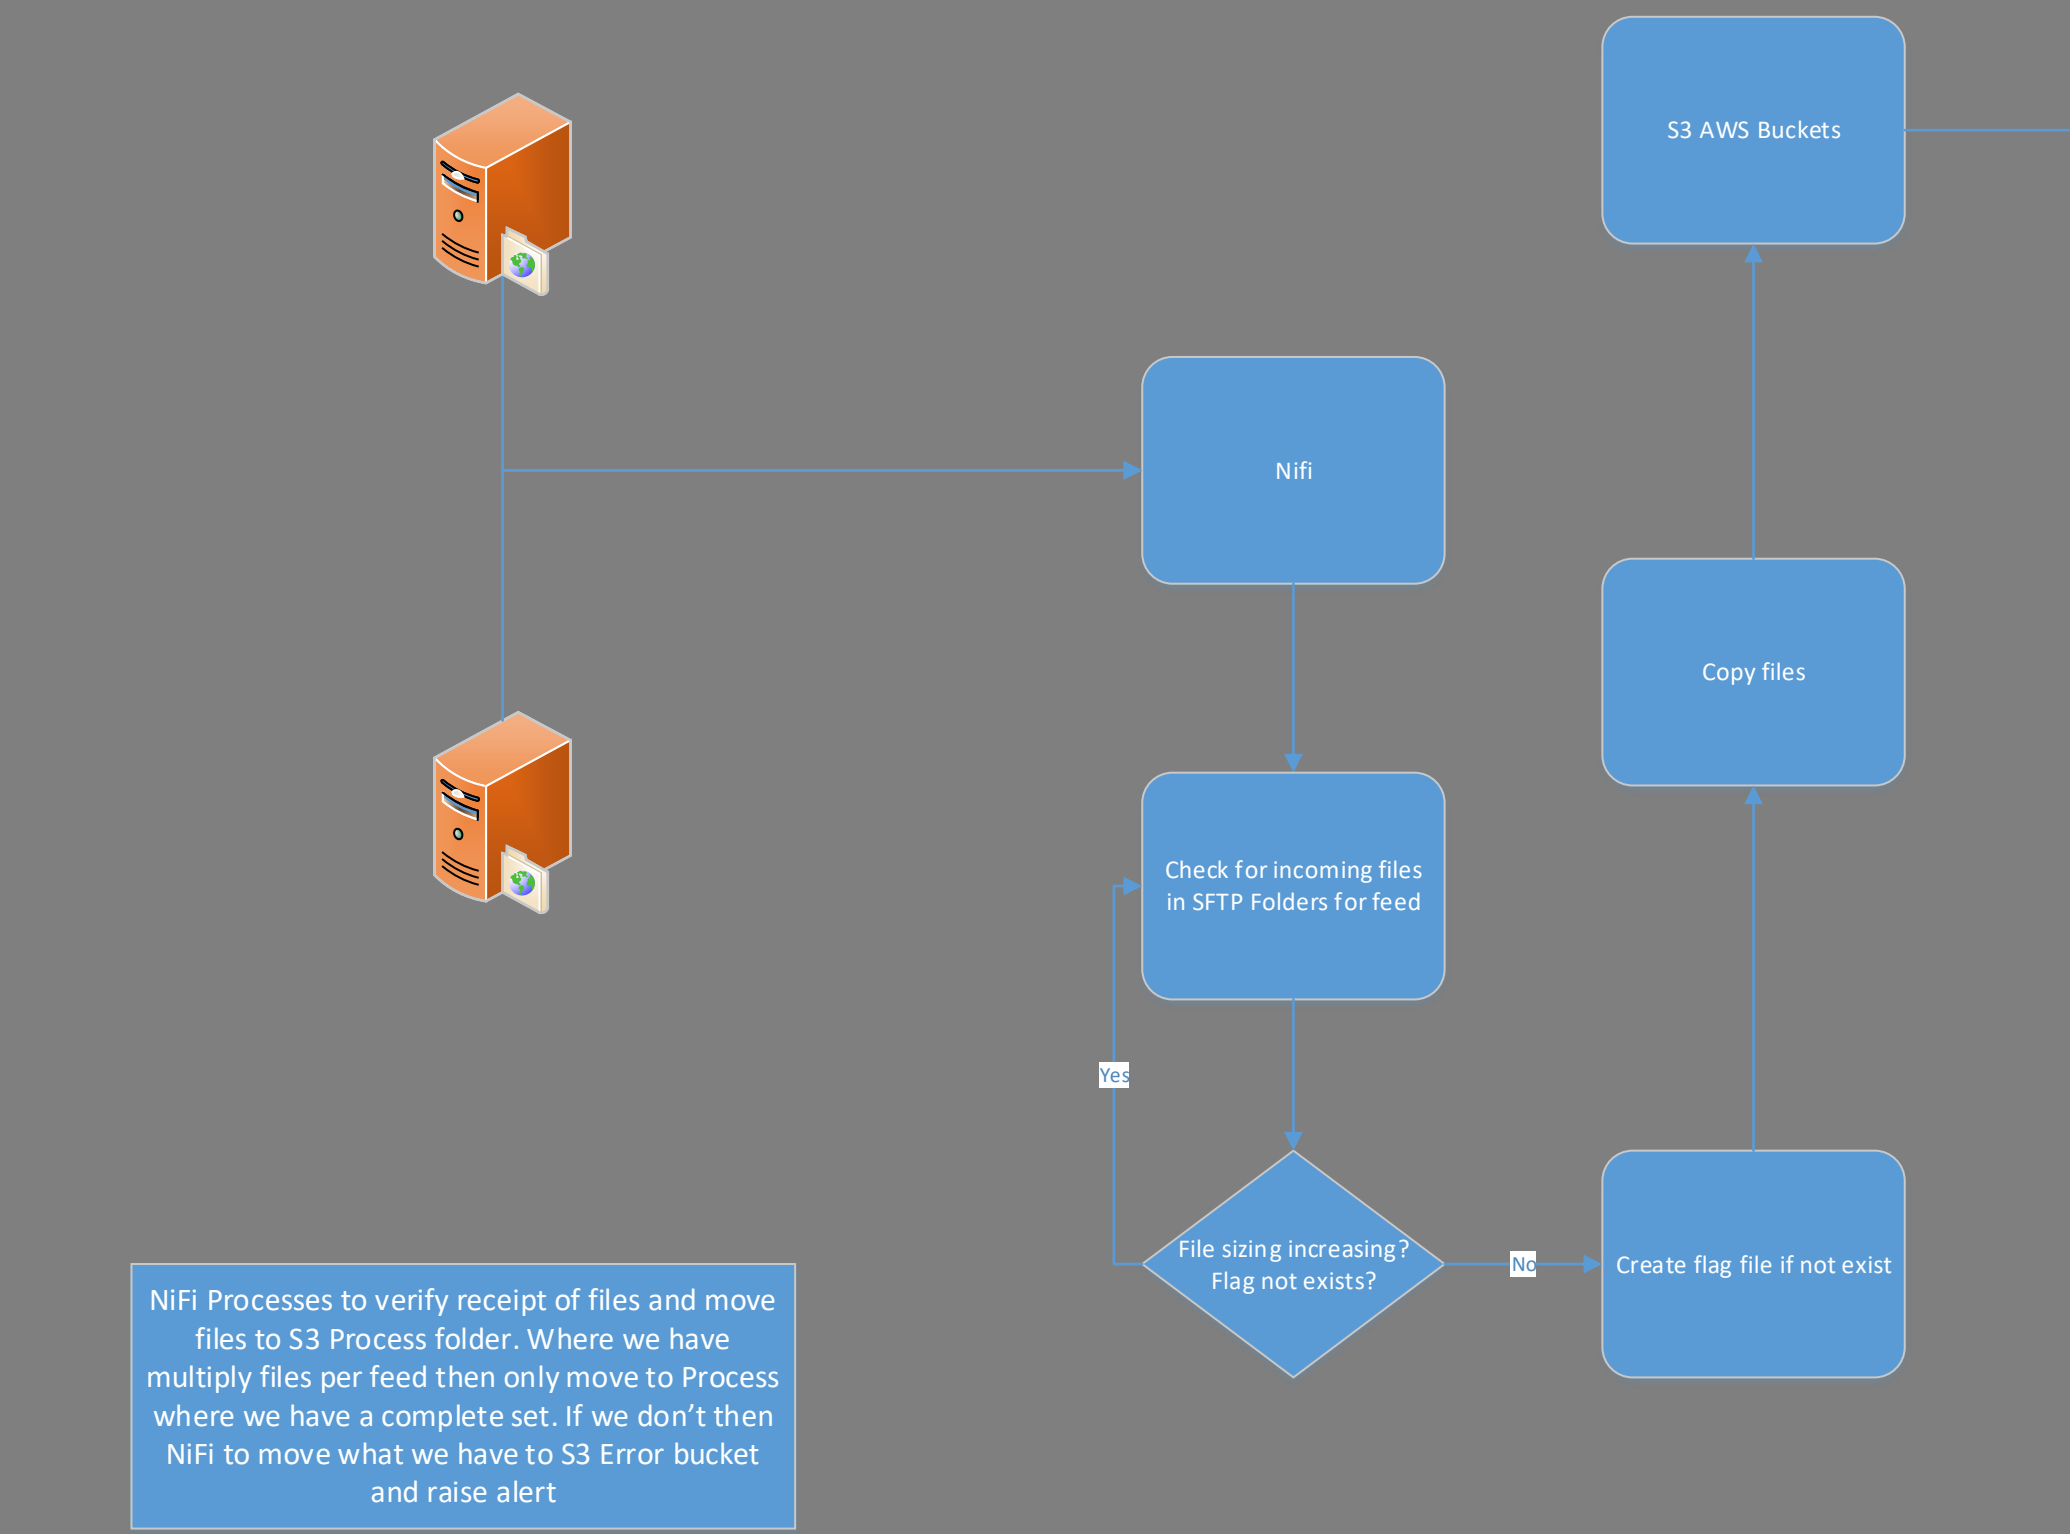 S3 AWS Buckets
Nifi
Copy files
Check for incoming files
in SFTP Folders for feed
Yes
File sizing increasing?
Flag not exists?
No
Create flag file if not exist
NiFi Processes to verify receipt of files and move
files to S3 Process folder. Where we have
multiply files per feed then only move to Process
where we have a complete set. If we don’t then
NiFi to move what we have to S3 Error bucket
and raise alert